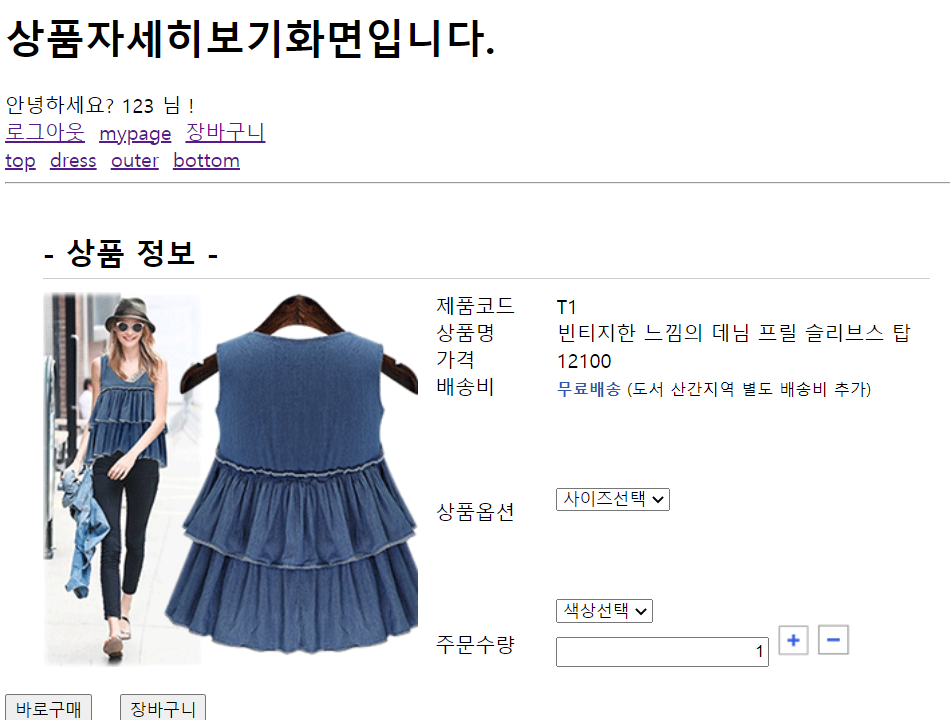 상품자세히보기화면입니다.
안녕하세요? 123 님 !
로그아웃 mypage 장바구니
top dress outer bottom
- 상품 정보 -
제품코드 T1
상품명 빈티지한 느낌의 데님 프릴 슬리브스 탑
가격 12100
배송비 무료배송 (도서 산간지역 별도 배송비 추가)
상품옵션 사이즈선택
색상선택
주문수량 1 + −
바로구매 장바구니